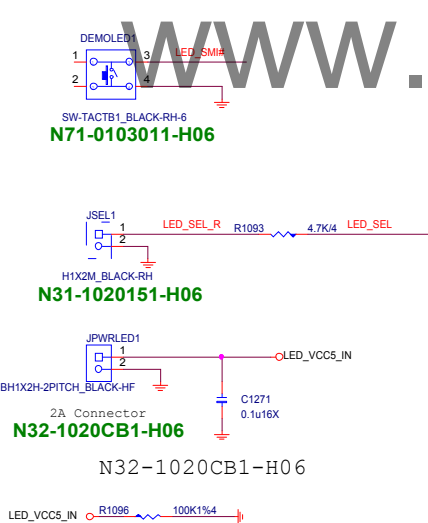 www.
DEMOLED1
1 3 LED_SMI#
2 4
SW-TACTB1_BLACK-RH-6
N71-0103011-H06
JSEL1
1 LED_SEL_R R1093 4.7K/4 LED_SEL
2
H1X2M_BLACK-RH
N31-1020151-H06
JPWRLED1
1 LED_VCC5_IN
2
BH1X2H-2PITCH_BLACK-HF
C1271
0.1u16X
2A Connector
N32-1020CB1-H06
N32-1020CB1-H06
LED_VCC5_IN R1096 100K1%4